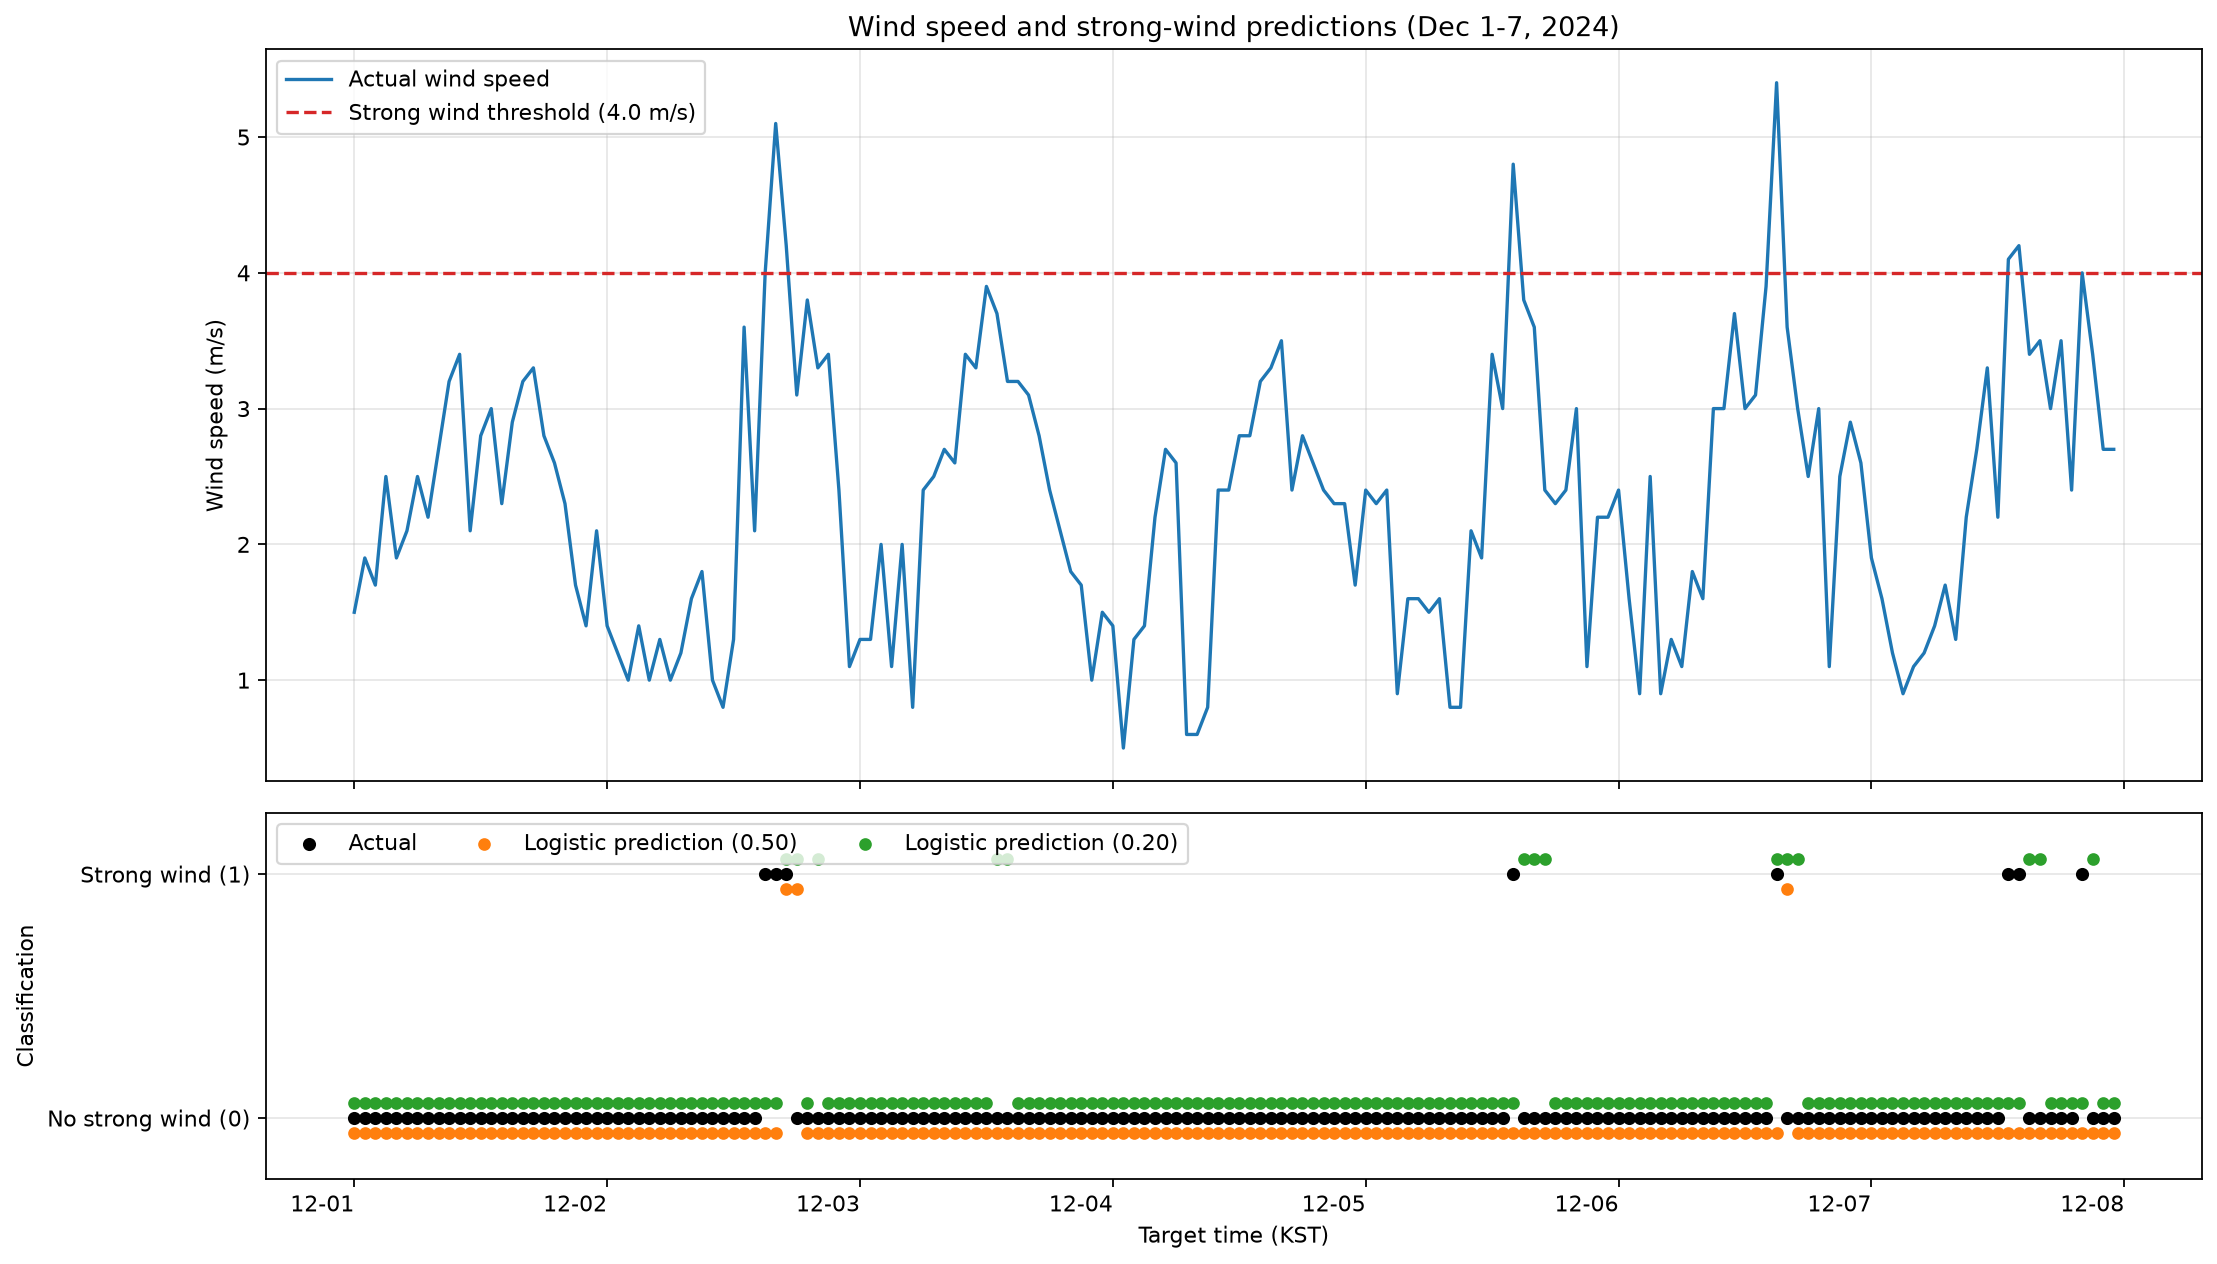 Wind speed and strong-wind predictions (Dec 1-7, 2024)
Actual wind speed
Strong wind threshold (4.0 m/s)
5
4
3
2
1
Wind speed (m/s)
Actual
Logistic prediction (0.50)
Logistic prediction (0.20)
Strong wind (1)
No strong wind (0)
Classification
12-01
12-02
12-03
12-04
12-05
12-06
12-07
12-08
Target time (KST)